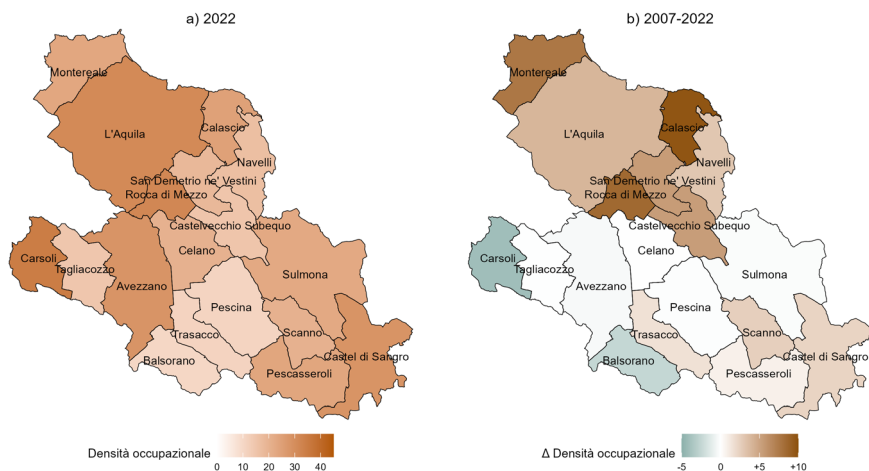 a) 2022
Montereale
L'Aquila
Calascio
Navelli
San Demetrio ne' Vestini
Rocca di Mezzo
Castelvecchio Subequo
Carsoli
Tagliacozzo
Celano
Avezzano
Sulmona
Pescina
Trasacco
Scanno
Balsorano
Castel di Sangro
Pescasseroli
Densità occupazionale
0 10 20 30 40
b) 2007-2022
Montereale
L'Aquila
Calascio
Navelli
San Demetrio ne' Vestini
Rocca di Mezzo
Castelvecchio Subequo
Carsoli
Tagliacozzo
Celano
Avezzano
Sulmona
Pescina
Trasacco
Scanno
Balsorano
Castel di Sangro
Pescasseroli
Δ Densità occupazionale
-5 0 +5 +10